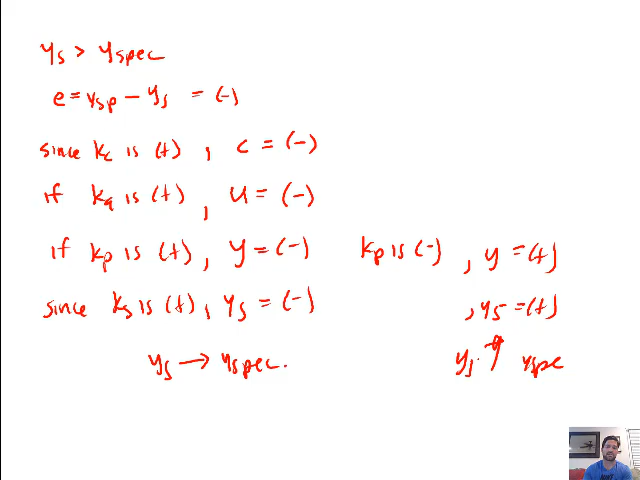 ys > yspec
e = ysp - ys = (-)
since kc is (+), c = (-)
if ka is (+), u = (-)
if kp is (+), y = (-) kp is (-), y = (+)
since ks is (+), ys = (-) , ys = (+)
ys → yspec. ys. ↑ yspe